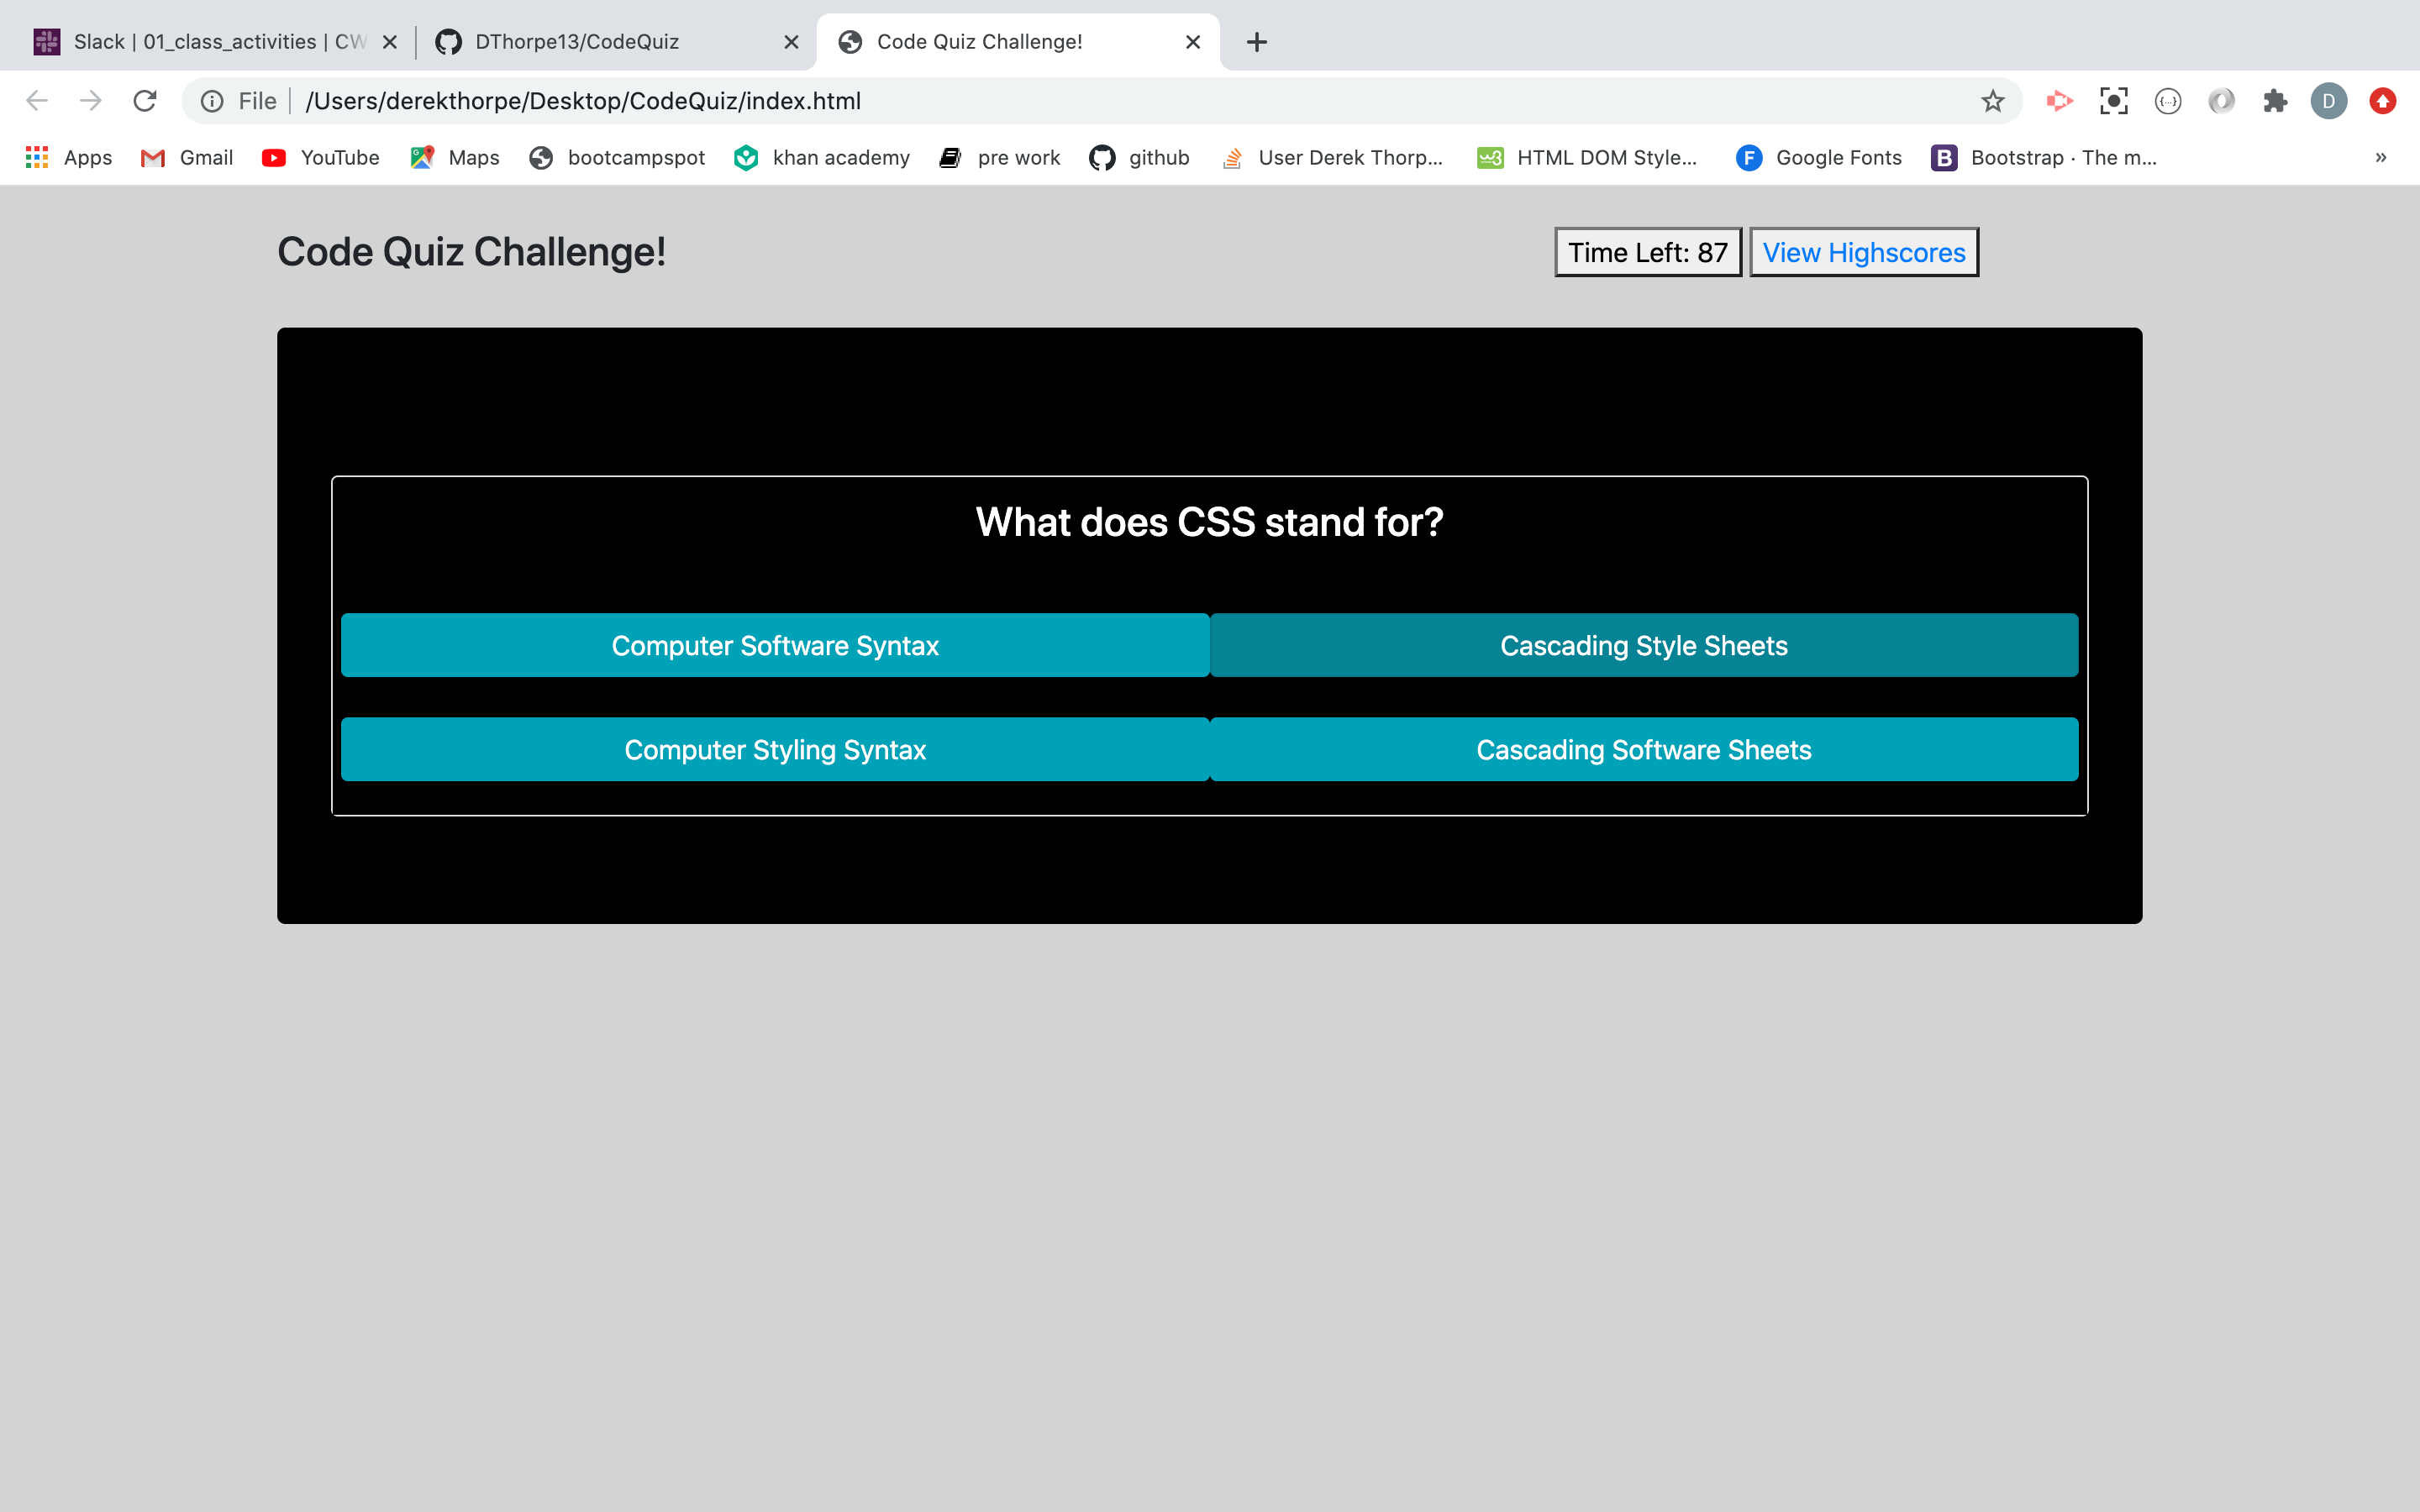 Slack | 01_class_activities | CW
DThorpe13/CodeQuiz
Code Quiz Challenge!
File | /Users/derekthorpe/Desktop/CodeQuiz/index.html
D
Apps Gmail YouTube Maps bootcampspot khan academy pre work github User Derek Thorp... HTML DOM Style... F Google Fonts B Bootstrap · The m... »
Code Quiz Challenge!
Time Left: 87 View Highscores
What does CSS stand for?
Computer Software Syntax Cascading Style Sheets
Computer Styling Syntax Cascading Software Sheets